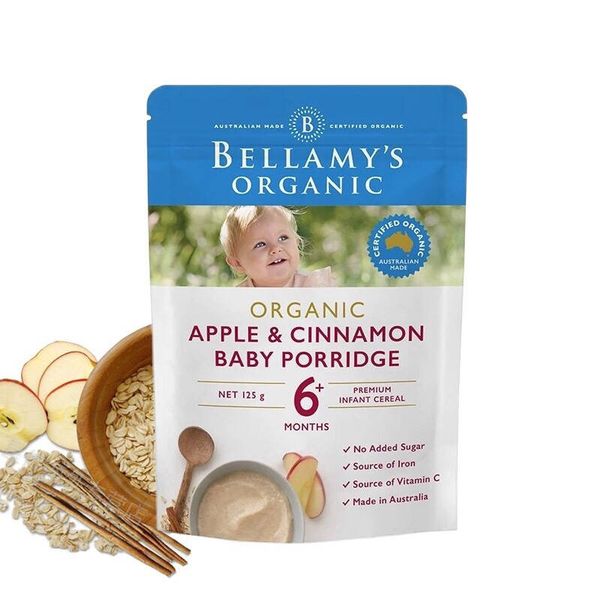 AUSTRALIAN MADE B CERTIFIED ORGANIC
BELLAMY'S
ORGANIC
CERTIFIED ORGANIC
AUSTRALIAN
MADE
ORGANIC
APPLE & CINNAMON
BABY PORRIDGE
NET 125 g
6+
MONTHS
PREMIUM
INFANT CEREAL
✓ No Added Sugar
✓ Source of Iron
✓ Source of Vitamin C
✓ Made in Australia